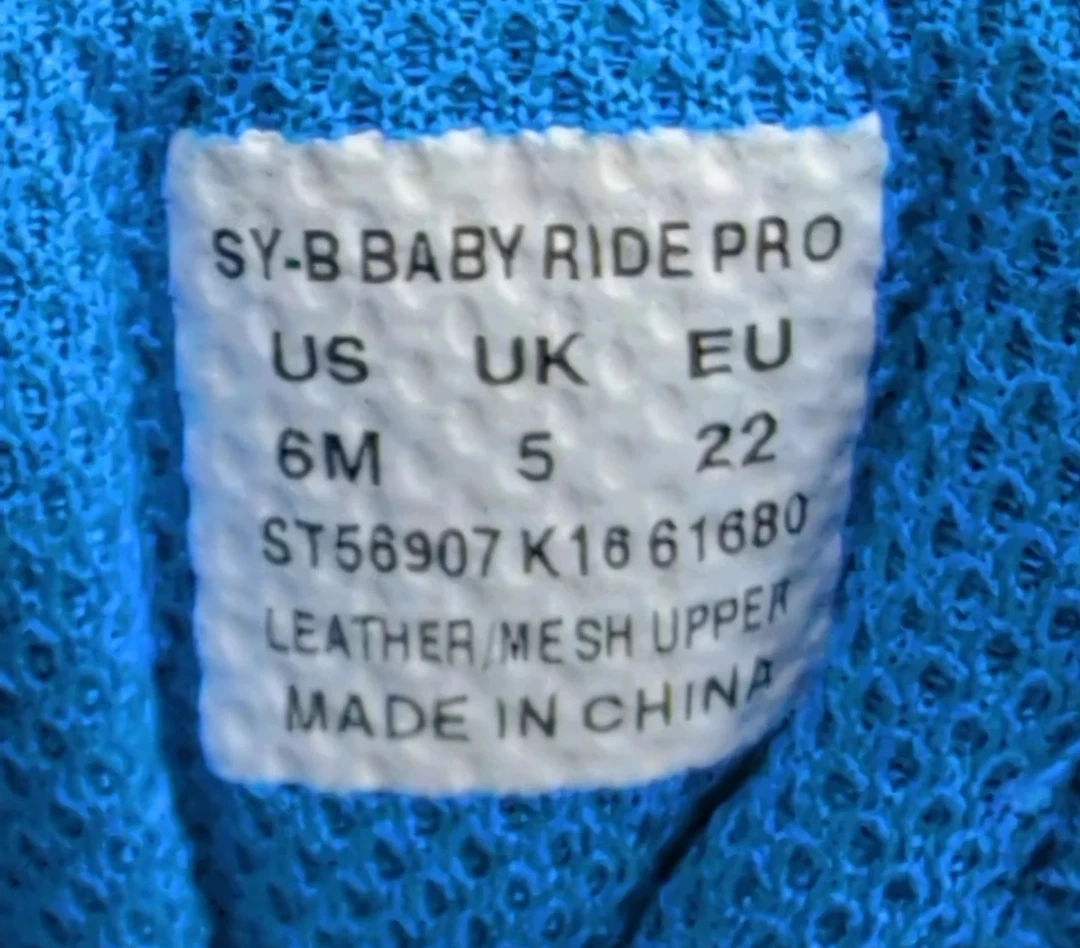 SY-B BABY RIDE PRO
US UK EU
6M 5 22
ST56907 K16 61680
LEATHER/MESH UPPER
MADE IN CHINA